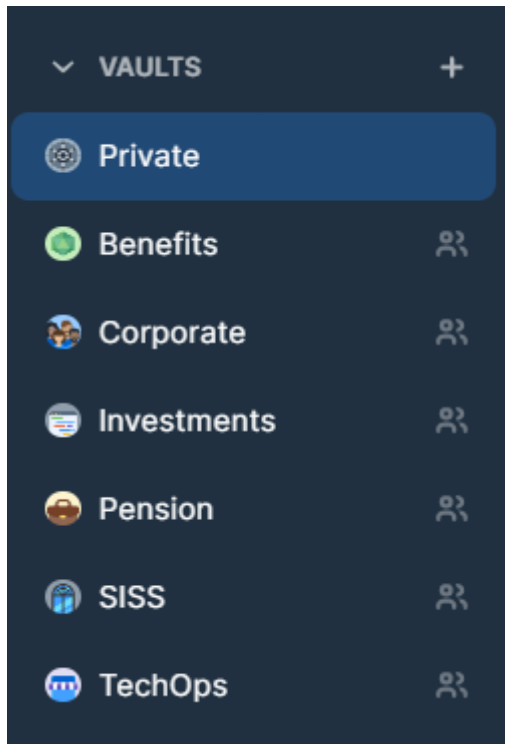 VAULTS
Private
Benefits
Corporate
Investments
Pension
SISS
TechOps